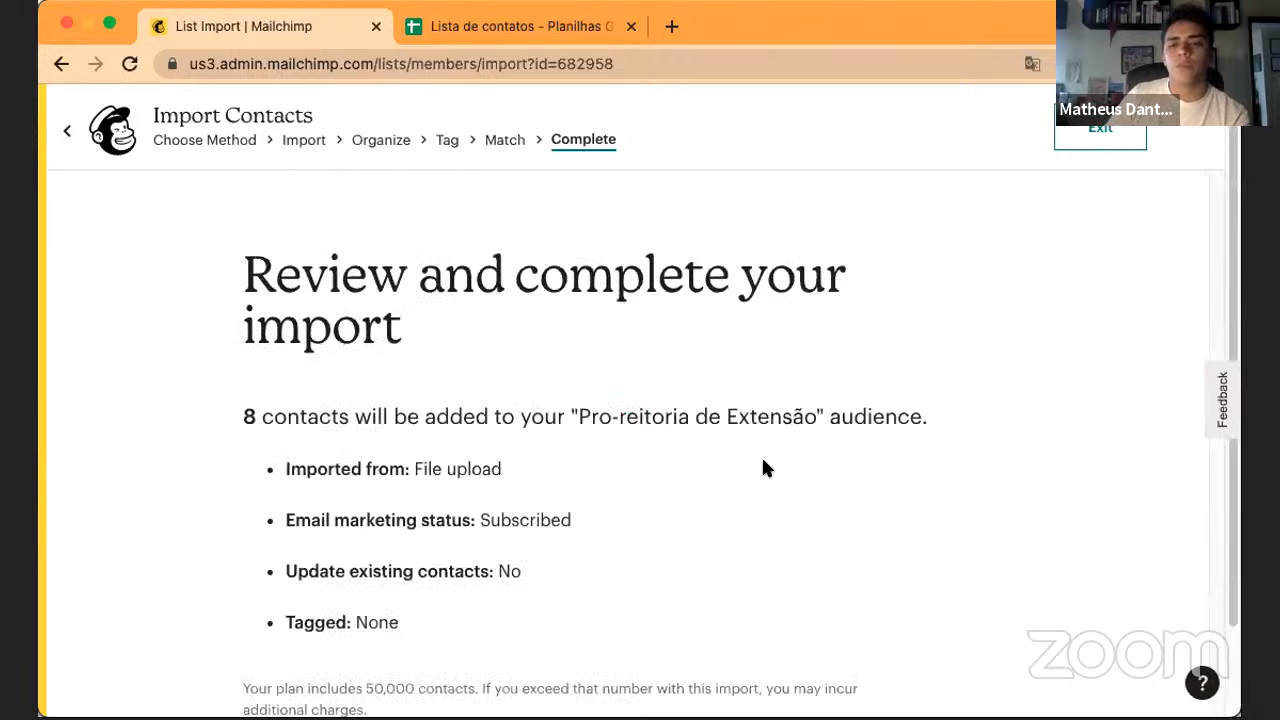 List Import | Mailchimp
Lista de contatos - Planilhas G
us3.admin.mailchimp.com/lists/members/import?id=682958
Matheus Dant...
Exit
Import Contacts
Choose Method > Import > Organize > Tag > Match > Complete
Review and complete your
import
8 contacts will be added to your "Pro-reitoria de Extensão" audience.
• Imported from: File upload
• Email marketing status: Subscribed
• Update existing contacts: No
• Tagged: None
Your plan includes 50,000 contacts. If you exceed that number with this import, you may incur
additional charges.
Feedback
zoom
?